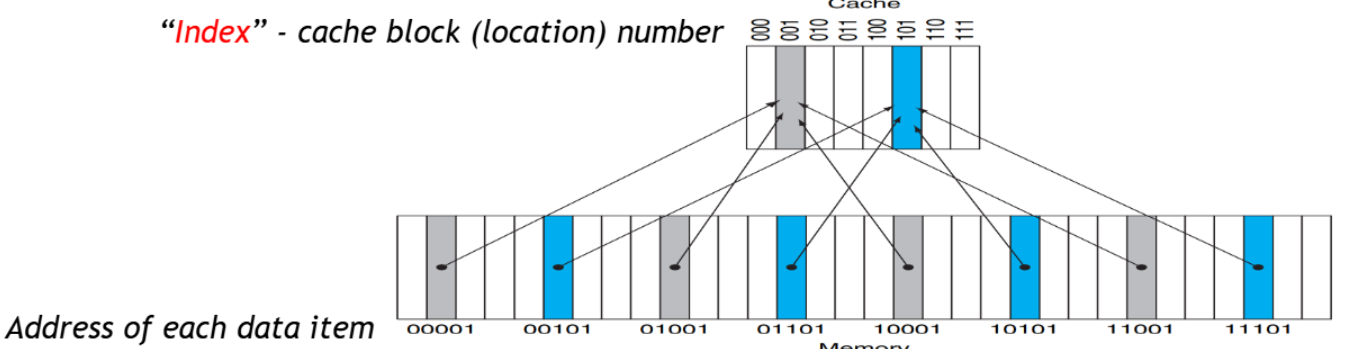 Cache
“Index” - cache block (location) number
000 001 010 011 100 101 110 111
Address of each data item
00001 00101 01001 01101 10001 10101 11001 11101
Memory